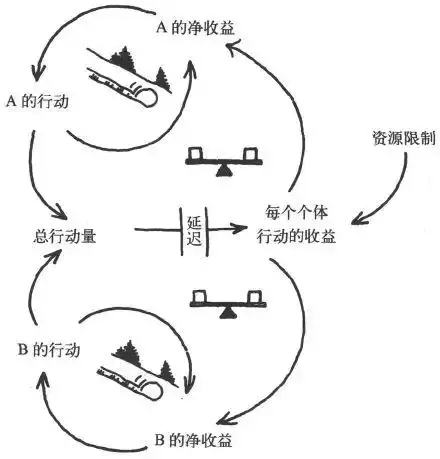 A 的净收益
A 的行动
资源限制
总行动量
延迟
每个个体
行动的收益
B 的行动
B 的净收益